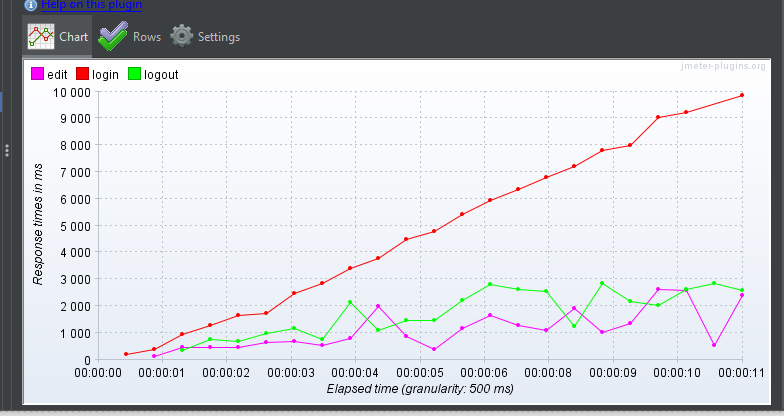 Help on this plugin
Chart Rows Settings
jmeter-plugins.org
edit login logout
10 000
9 000
8 000
7 000
6 000
5 000
4 000
3 000
2 000
1 000
0
Response times in ms
00:00:00 00:00:01 00:00:02 00:00:03 00:00:04 00:00:05 00:00:06 00:00:08 00:00:09 00:00:10 00:00:11
Elapsed time (granularity: 500 ms)